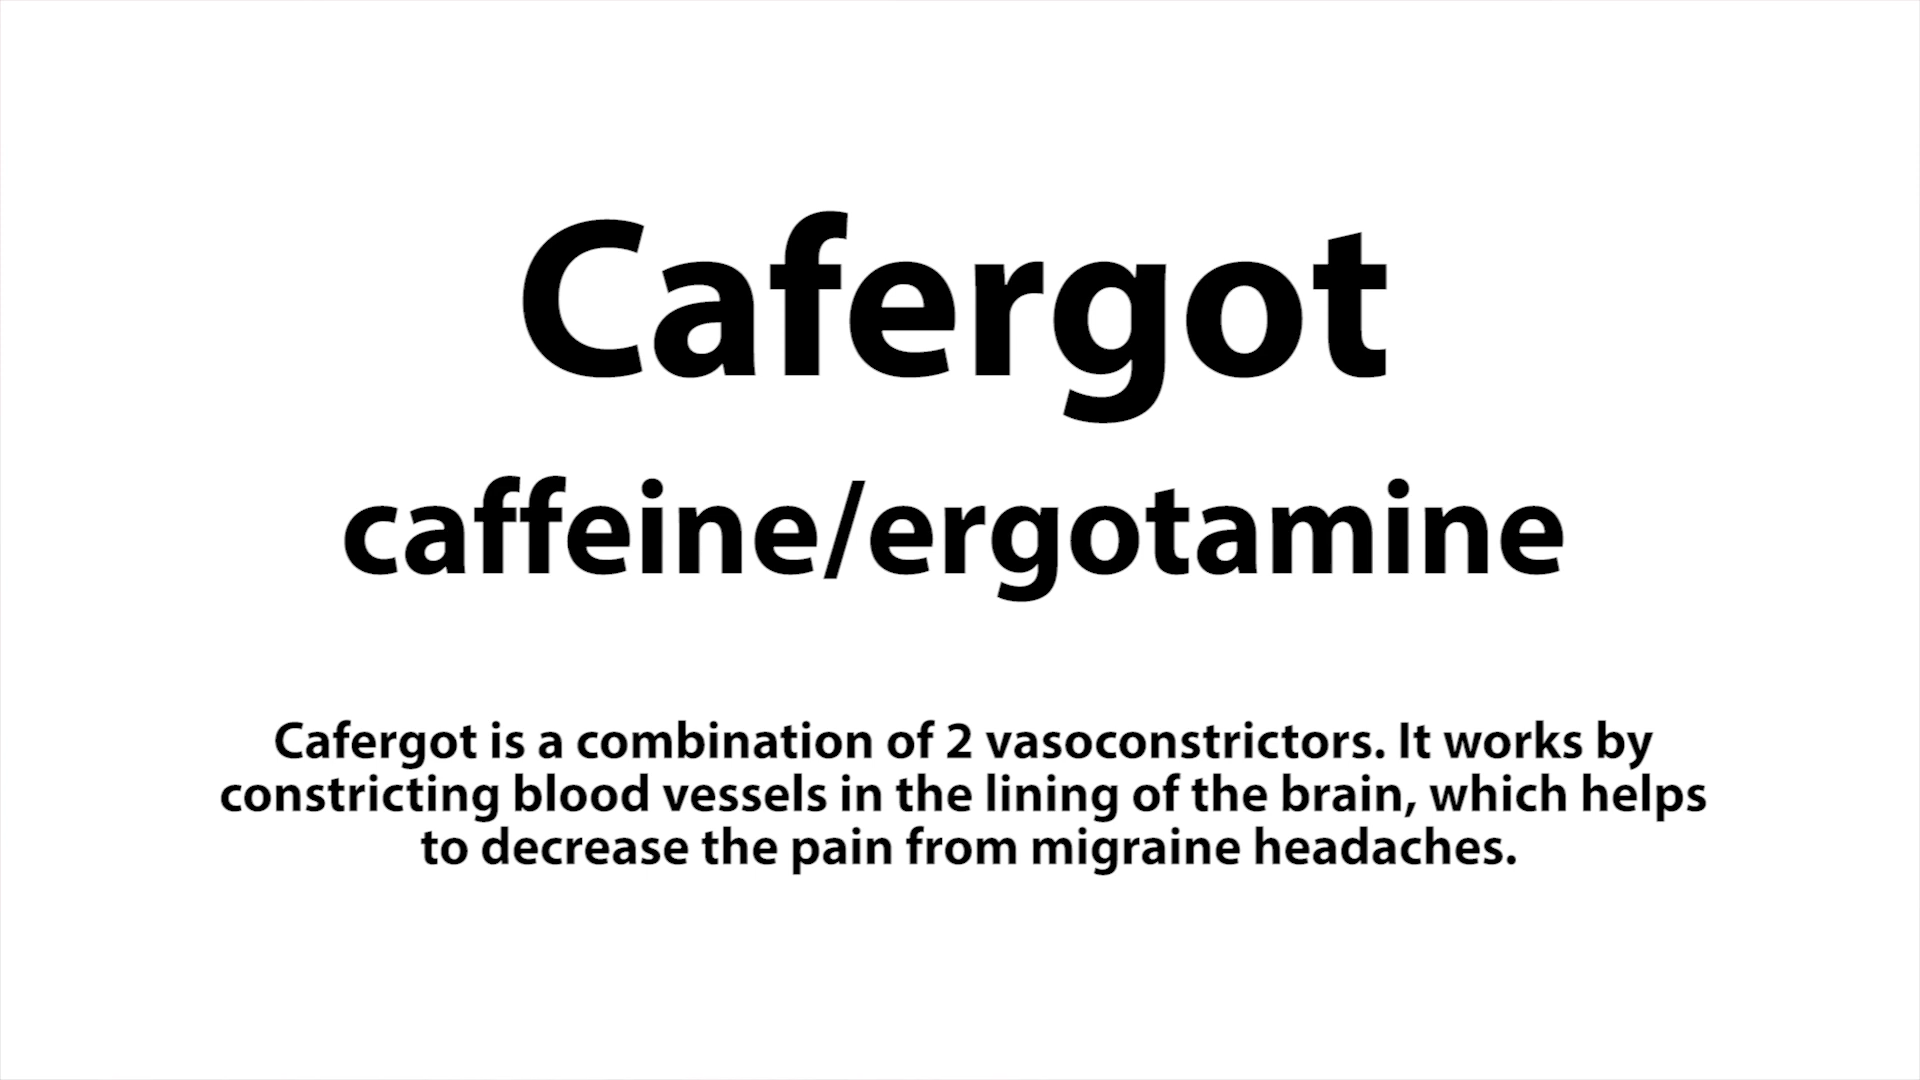 Cafergot
caffeine/ergotamine
Cafergot is a combination of 2 vasoconstrictors. It works by
constricting blood vessels in the lining of the brain, which helps
to decrease the pain from migraine headaches.